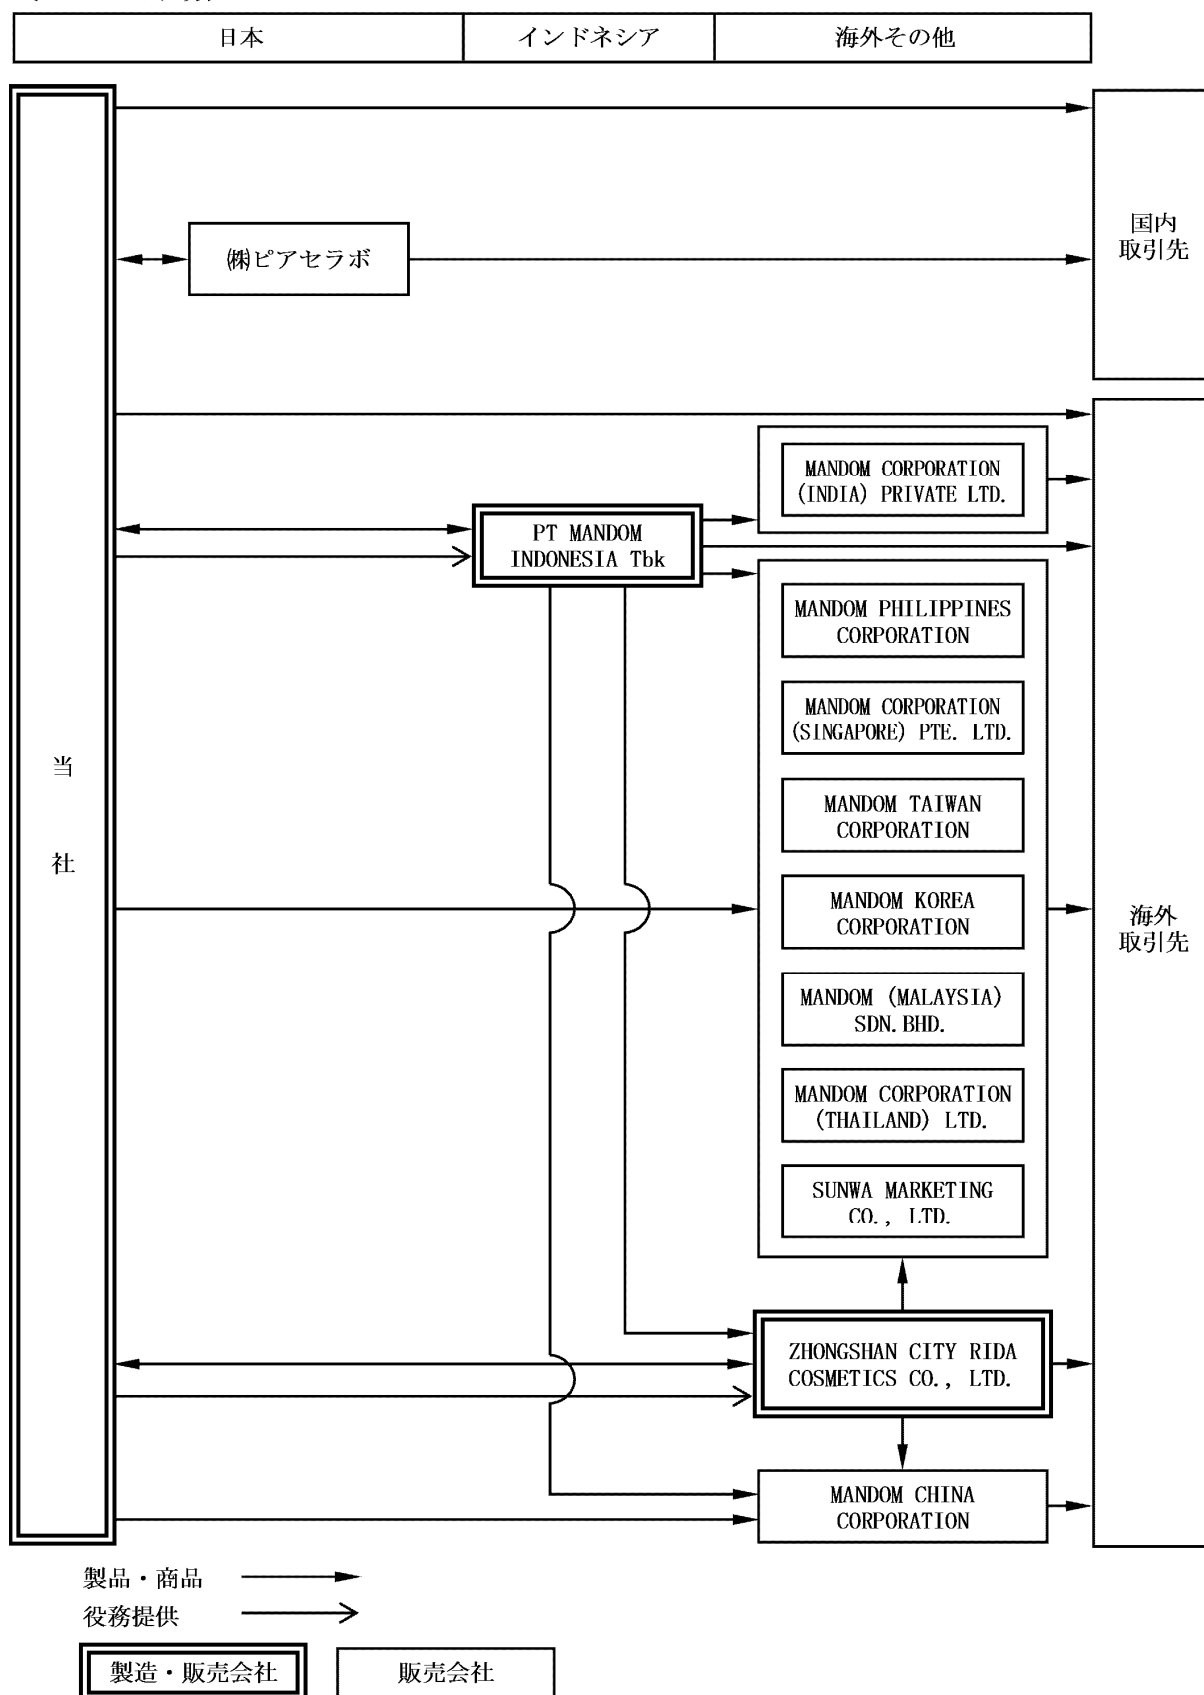 日本
インドネシア
海外その他
国内
取引先
㈱ピアセラボ
MANDOM CORPORATION
(INDIA) PRIVATE LTD.
PT MANDOM
INDONESIA Tbk
MANDOM PHILIPPINES
CORPORATION
MANDOM CORPORATION
(SINGAPORE) PTE. LTD.
当
社
MANDOM TAIWAN
CORPORATION
MANDOM KOREA
CORPORATION
海外
取引先
MANDOM (MALAYSIA)
SDN.BHD.
MANDOM CORPORATION
(THAILAND) LTD.
SUNWA MARKETING
CO., LTD.
ZHONGSHAN CITY RIDA
COSMETICS CO., LTD.
MANDOM CHINA
CORPORATION
製品・商品
役務提供
製造・販売会社
販売会社